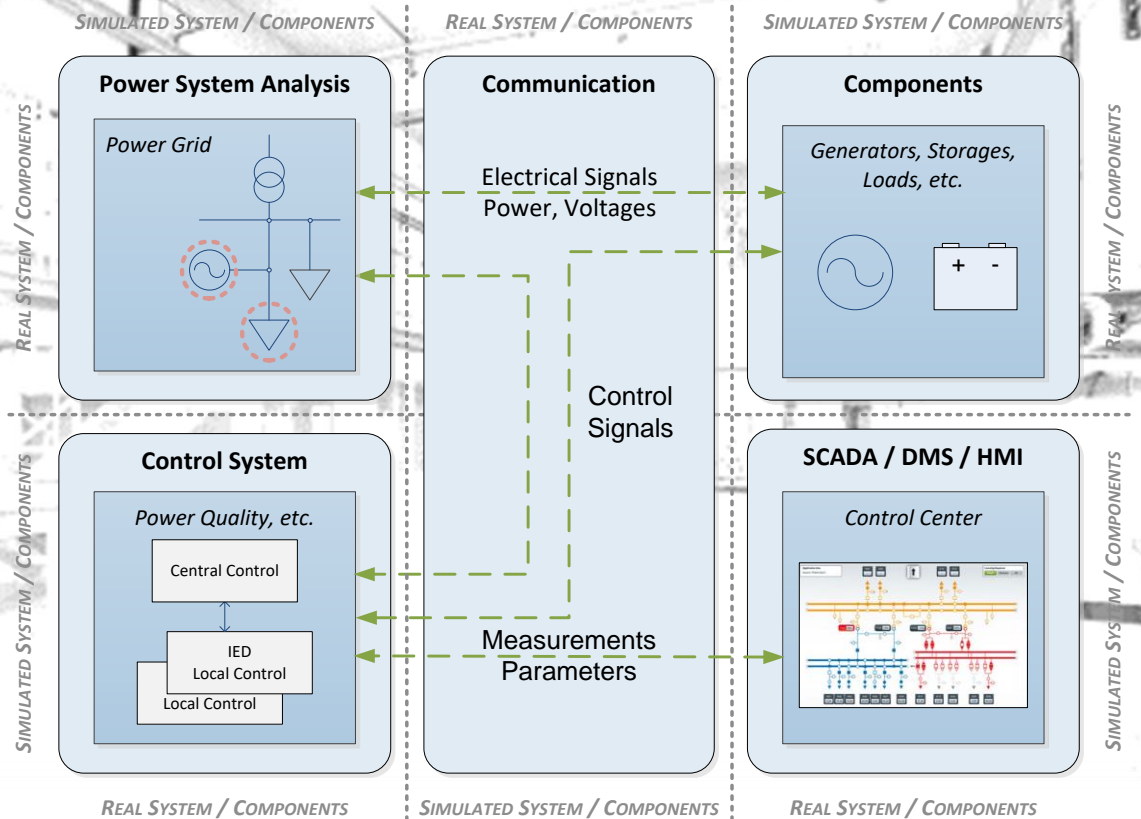 SIMULATED SYSTEM / COMPONENTS
REAL SYSTEM / COMPONENTS
SIMULATED SYSTEM / COMPONENTS
REAL SYSTEM / COMPONENTS
Power System Analysis
Power Grid
Communication
Electrical Signals
Power, Voltages
Components
Generators, Storages,
Loads, etc.
+ -
REAL SYSTEM / COMPONENTS
Control
Signals
SIMULATED SYSTEM / COMPONENTS
Control System
Power Quality, etc.
Central Control
IED
Local Control
Local Control
Measurements
Parameters
SCADA / DMS / HMI
Control Center
SIMULATED SYSTEM / COMPONENTS
REAL SYSTEM / COMPONENTS
SIMULATED SYSTEM / COMPONENTS
REAL SYSTEM / COMPONENTS